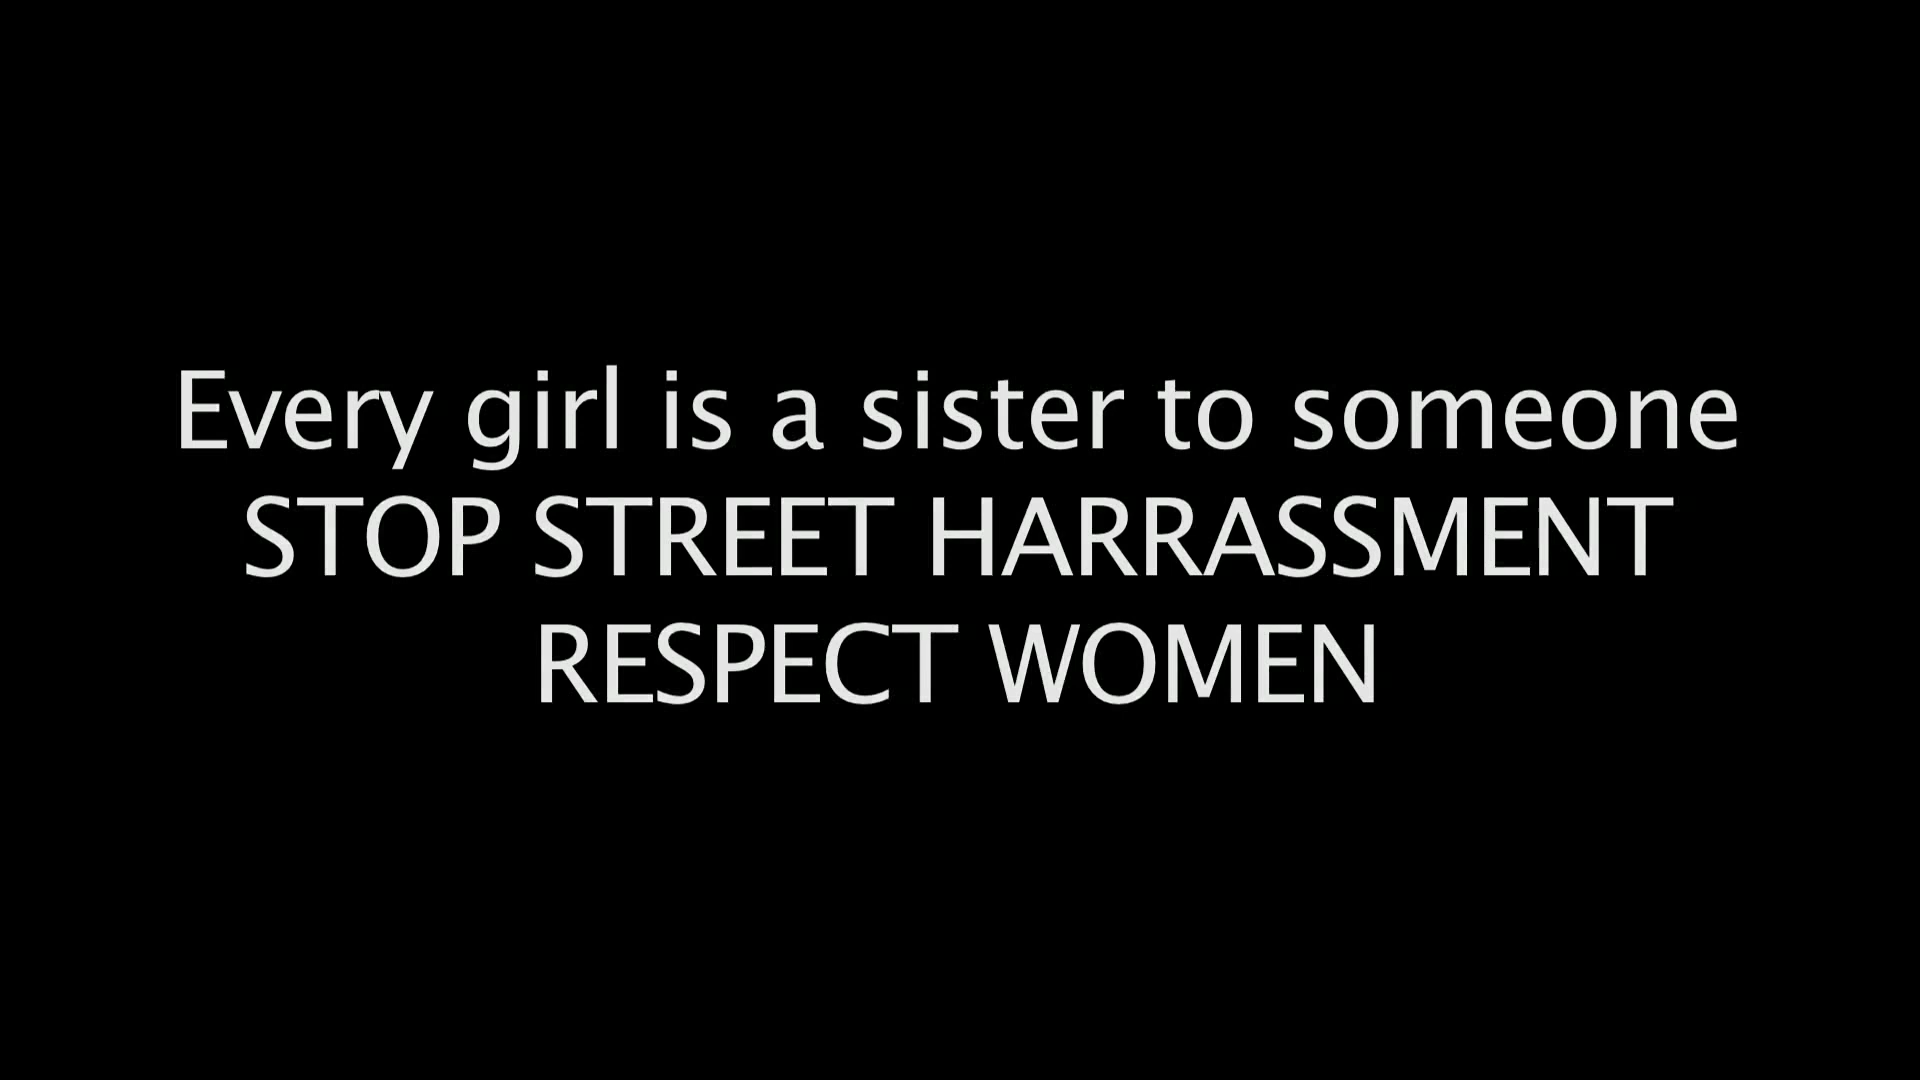 Every girl is a sister to someone
STOP STREET HARRASSMENT
RESPECT WOMEN